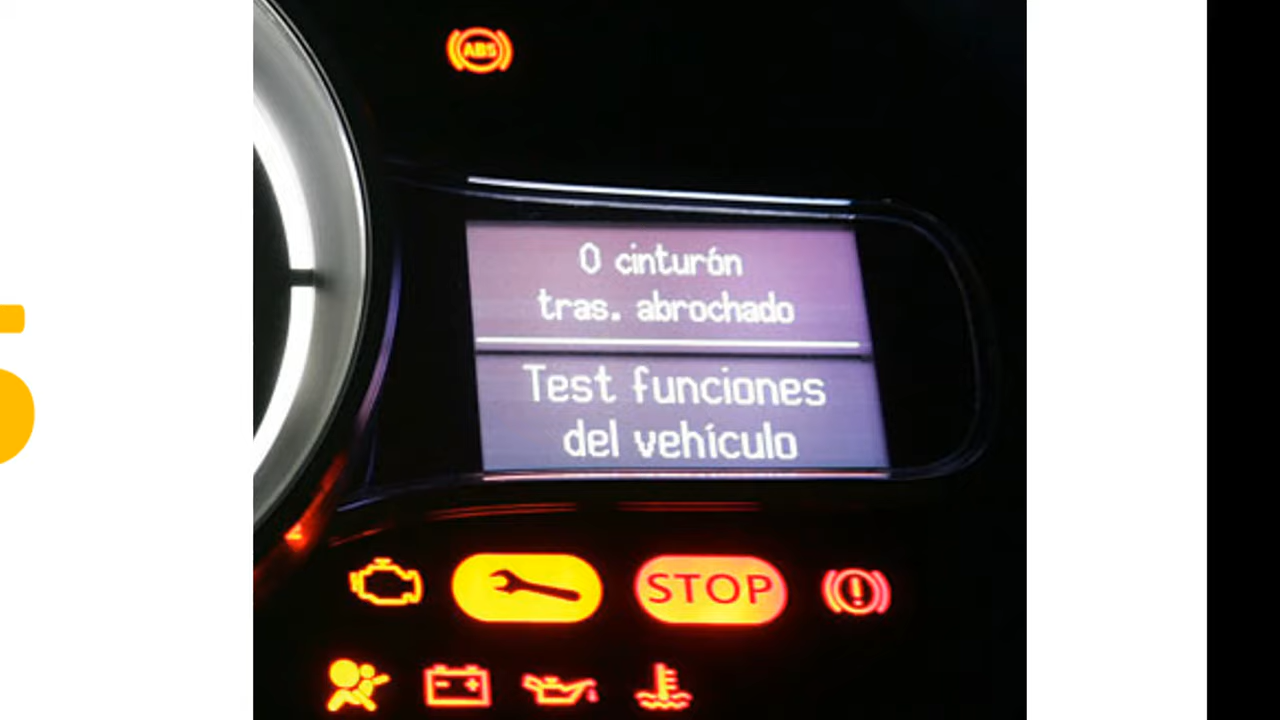 ABS
0 cinturón
tras. abrochado
Test funciones
del vehículo
STOP